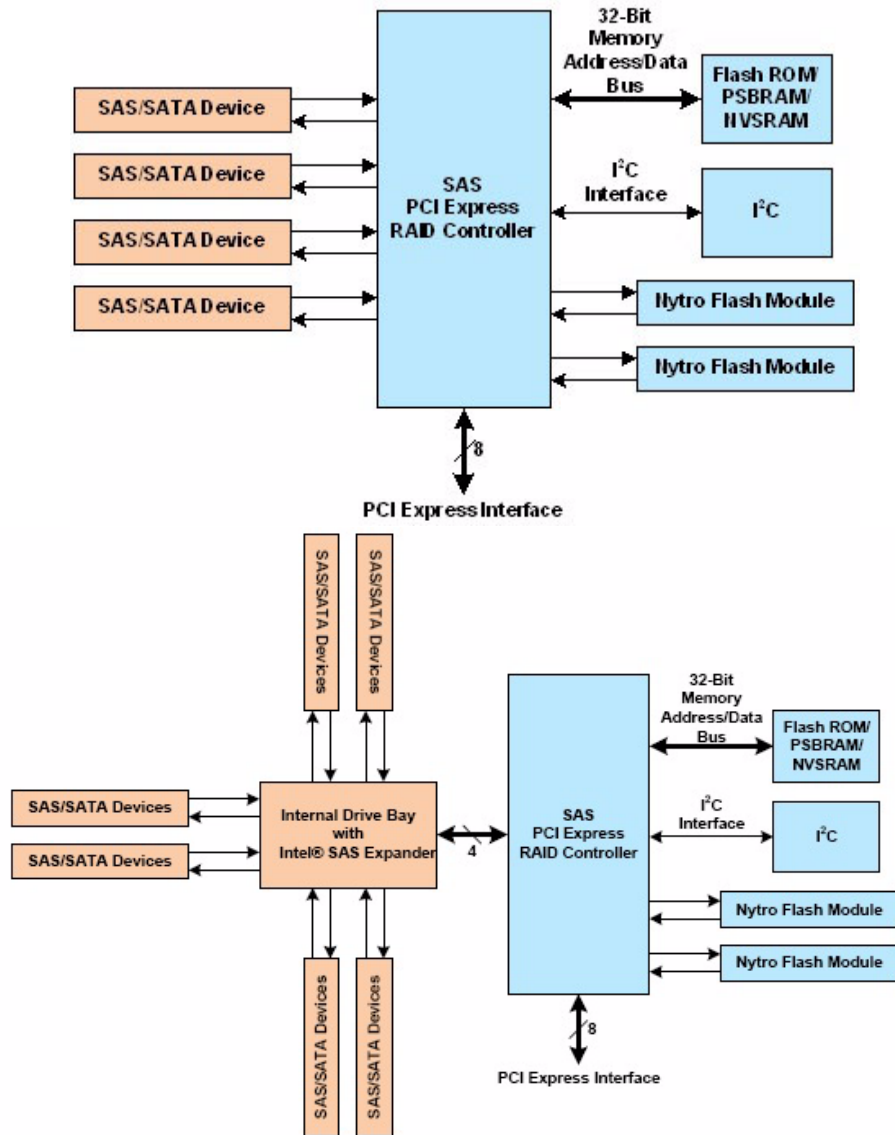 32-Bit
Memory
Address/Data
Bus
Flash ROM/
PSBRAM/
NVSRAM
SAS/SATA Device
SAS/SATA Device
SAS/SATA Device
SAS/SATA Device
SAS
PCI Express
RAID Controller
I²C
Interface
I²C
Nytro Flash Module
Nytro Flash Module
8
PCI Express Interface
SAS/SATA Devices
SAS/SATA Devices
32-Bit
Memory
Address/Data
Bus
Flash ROM/
PSBRAM/
NVSRAM
SAS/SATA Devices
SAS/SATA Devices
Internal Drive Bay
with
Intel® SAS Expander
4
SAS
PCI Express
RAID Controller
I²C
Interface
I²C
Nytro Flash Module
Nytro Flash Module
SAS/SATA Devices
SAS/SATA Devices
8
PCI Express Interface